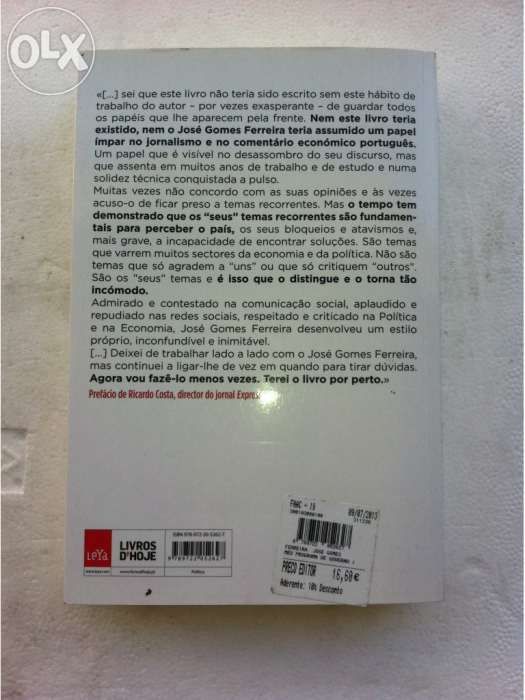 OLX
«[...] sei que este livro não teria sido escrito sem este hábito de
trabalho do autor – por vezes exasperante – de guardar todos
os papéis que lhe aparecem pela frente. Nem este livro teria
existido, nem o José Gomes Ferreira teria assumido um papel
ímpar no jornalismo e no comentário económico português.
Um papel que é visível no desassombro do seu discurso, mas
que assenta em muitos anos de trabalho e de estudo e numa
solidez técnica conquistada a pulso.
Muitas vezes não concordo com as suas opiniões e às vezes
acuso-o de ficar preso a temas recorrentes. Mas o tempo tem
demonstrado que os "seus" temas recorrentes são fundamen-
tais para perceber o país, os seus bloqueios e atavismos e,
mais grave, a incapacidade de encontrar soluções. São temas
que varrem muitos sectores da economia e da política. Não são
temas que só agradem a "uns" ou que só critiquem "outros".
São os "seus" temas e é isso que o distingue e o torna tão
incómodo.
Admirado e contestado na comunicação social, aplaudido e
repudiado nas redes sociais, respeitado e criticado na Política
e na Economia, José Gomes Ferreira desenvolveu um estilo
próprio, inconfundível e inimitável.
[...] Deixei de trabalhar lado a lado com o José Gomes Ferreira,
mas continuei a ligar-lhe de vez em quando para tirar dúvidas.
Agora vou fazê-lo menos vezes. Terei o livro por perto.»
Prefácio de Ricardo Costa, director do jornal Expres
FNAC - 19
09/07/2013
FERREIRA JOSÉ GOMES
MEU PROGRAMA DE GOVERNO
PREÇO EDITOR
16,60€
Aderente: 10% Desconto
LeYa
LIVROS
D'HOJE
Política